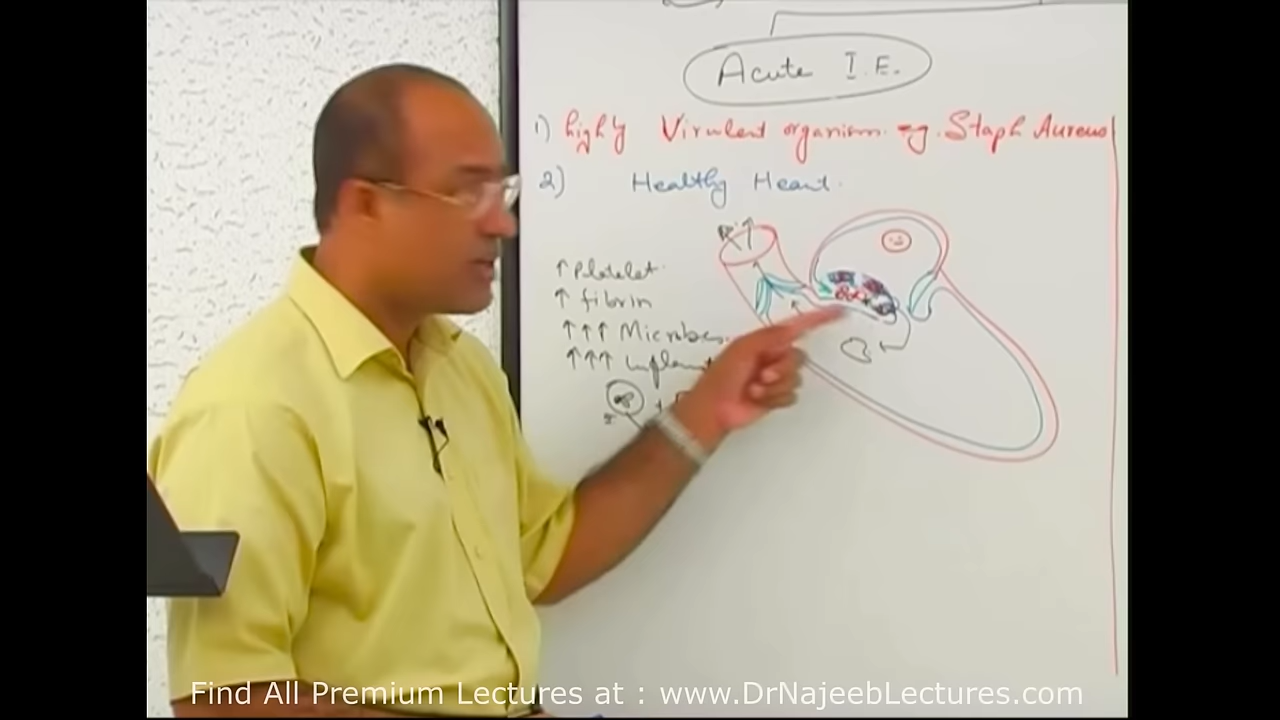 Acute I.E.
1) highly Virulent organism eg. Staph Aureus
2) Healthy Heart.
↑ Platelet
↑ fibrin
↑↑↑ Microbes
↑↑↑
Find All Premium Lectures at : www.DrNajeebLectures.com